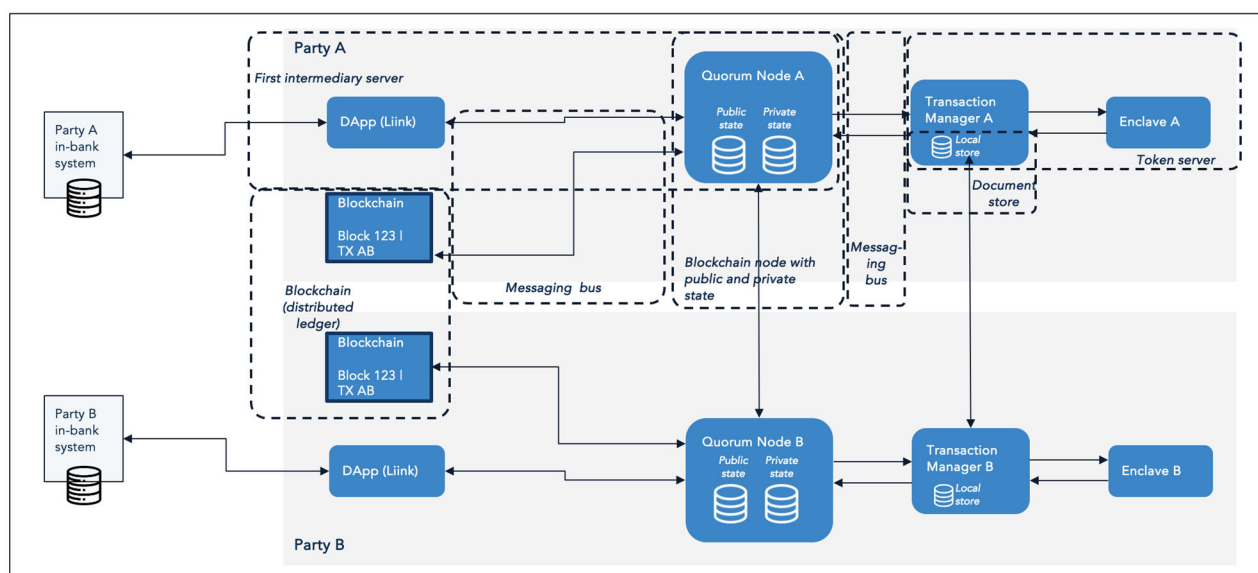 Party A
First intermediary server
Party A
in-bank
system
DApp (Liink)
Quorum Node A
Public
state
Private
state
Transaction
Manager A
Local
store
Enclave A
Token server
Document
store
Blockchain
Block 123 |
TX AB
Blockchain
(distributed
ledger)
Messaging bus
Blockchain node with
public and private
state
Messag-
ing
bus
Blockchain
Block 123 |
TX AB
Party B
in-bank
system
DApp (Liink)
Quorum Node B
Public
state
Private
state
Transaction
Manager B
Local
store
Enclave B
Party B